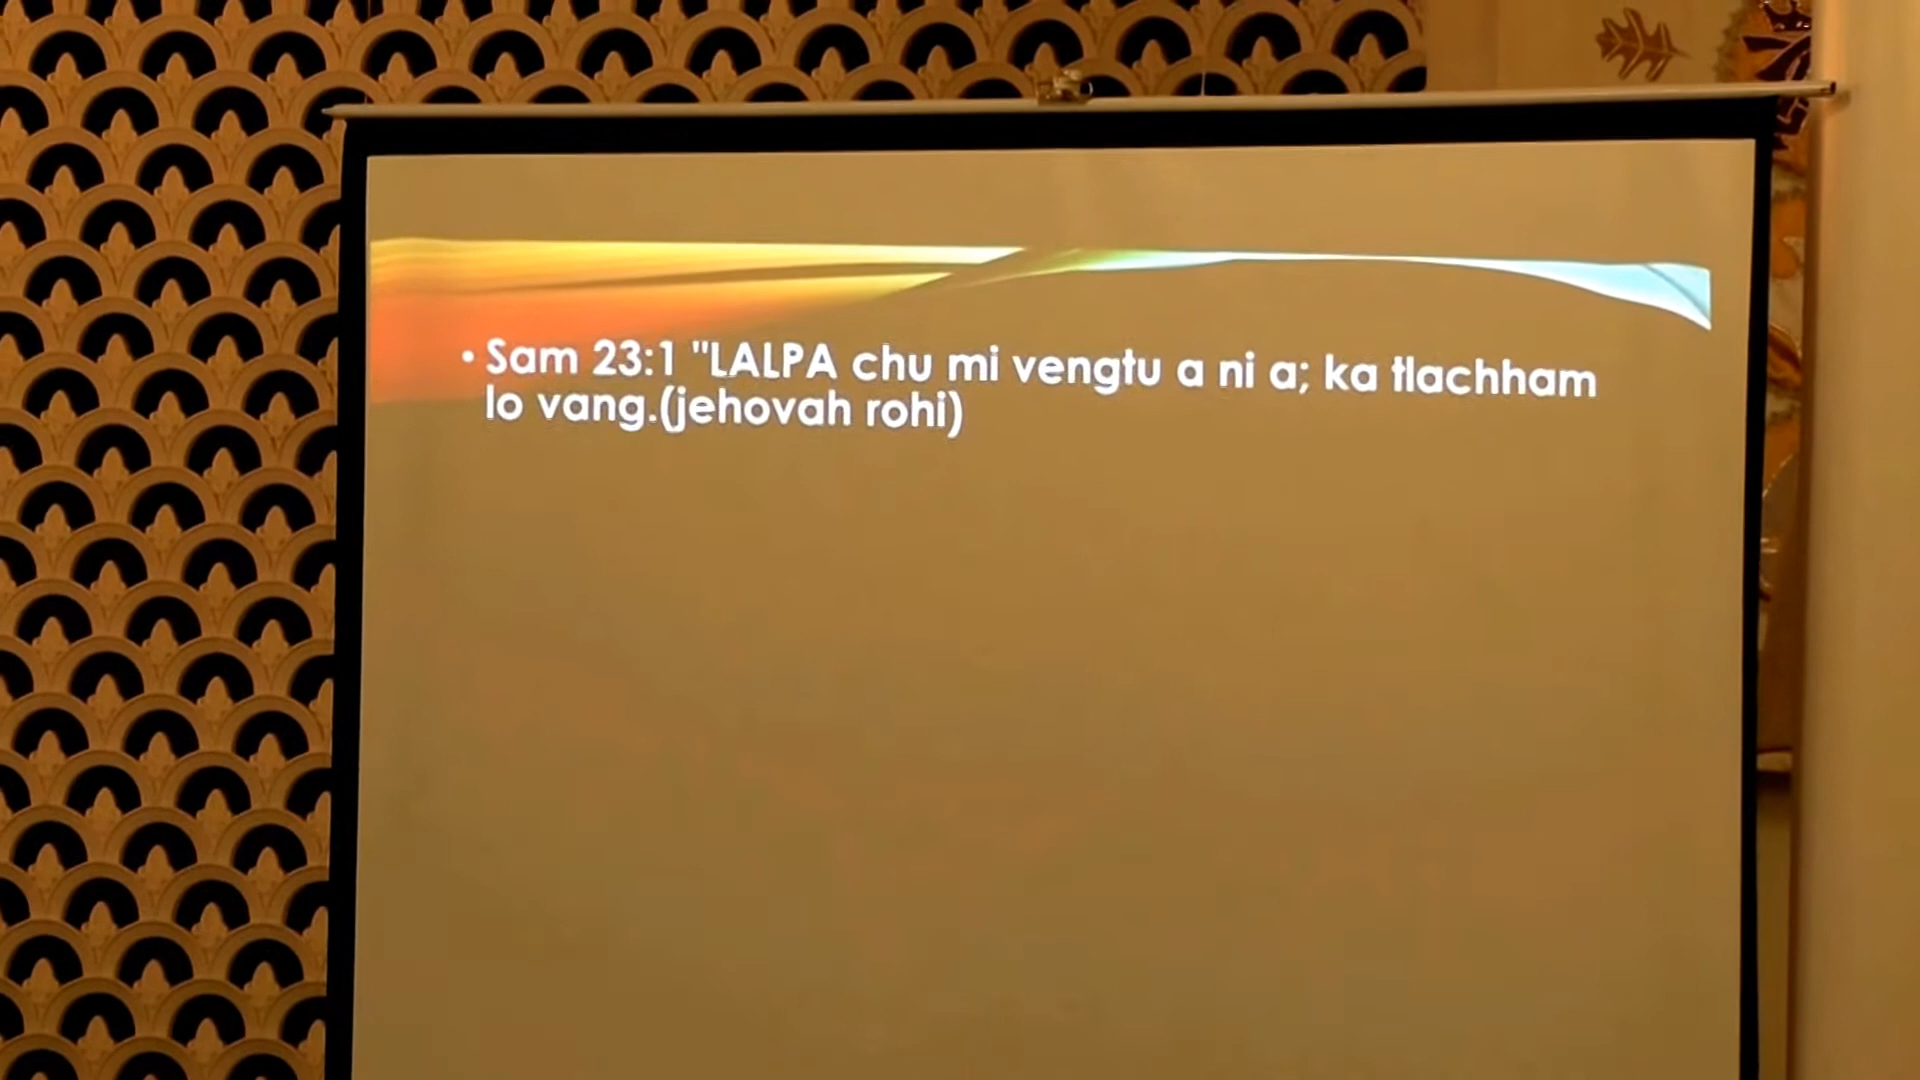 • Sam 23:1 "LALPA chu mi vengtu a ni a; ka tlachham
lo vang.(jehovah rohi)